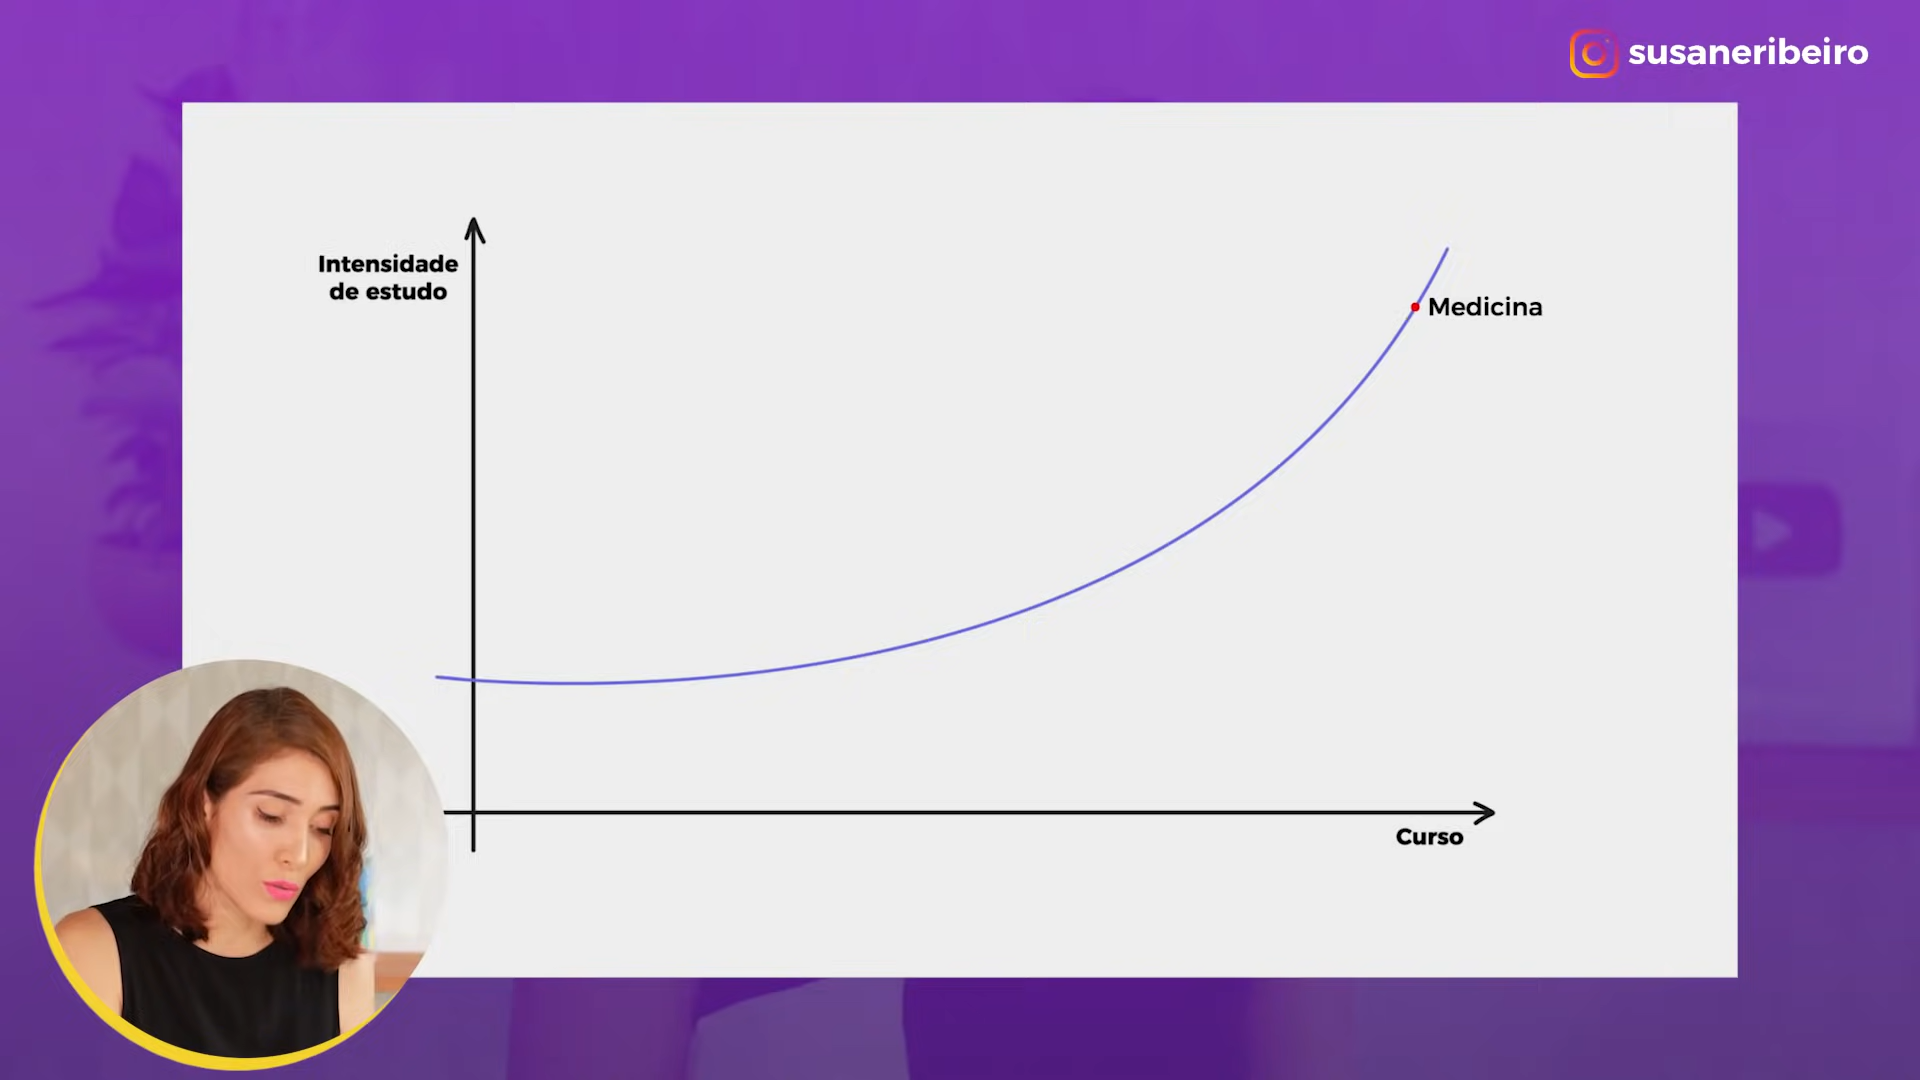 susaneribeiro
Intensidade
de estudo
Medicina
Curso